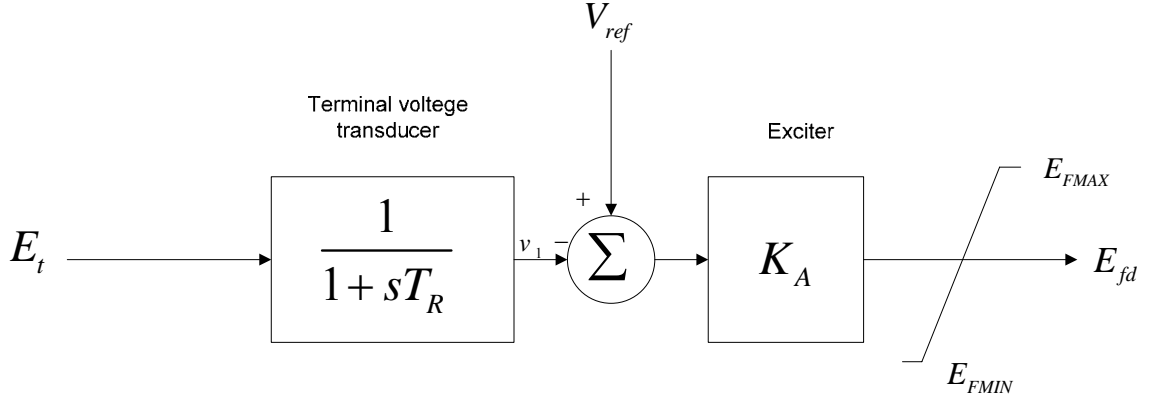 V_ref
Terminal voltege
transducer
Exciter
E_t
1
1 + sT_R
v_1
+
−
Σ
K_A
E_FMAX
E_fd
E_FMIN